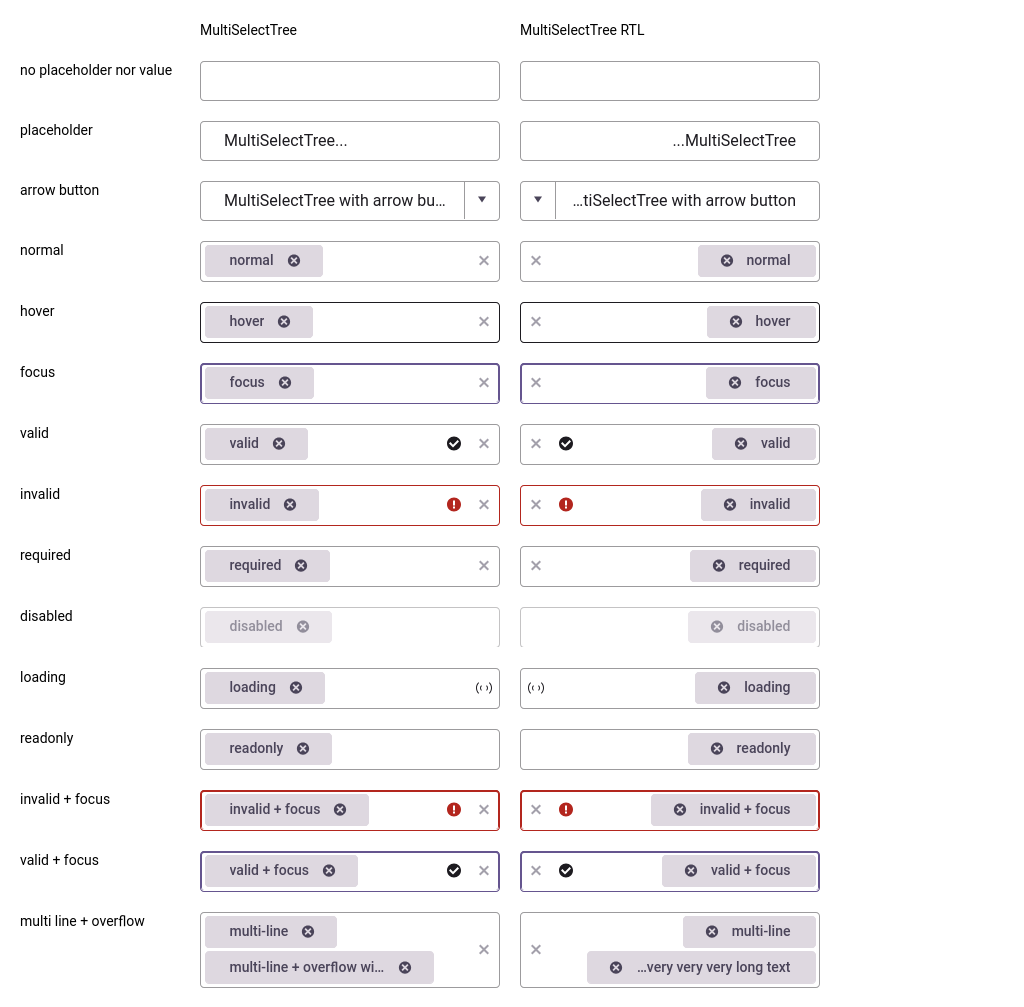 MultiSelectTree MultiSelectTree RTL
no placeholder nor value
placeholder MultiSelectTree... ...MultiSelectTree
arrow button MultiSelectTree with arrow bu... ...tiSelectTree with arrow button
normal normal normal
hover hover hover
focus focus focus
valid valid valid
invalid invalid invalid
required required required
disabled disabled disabled
loading loading loading
readonly readonly readonly
invalid + focus invalid + focus invalid + focus
valid + focus valid + focus valid + focus
multi line + overflow multi-line multi-line
multi-line + overflow wi... ...very very very long text